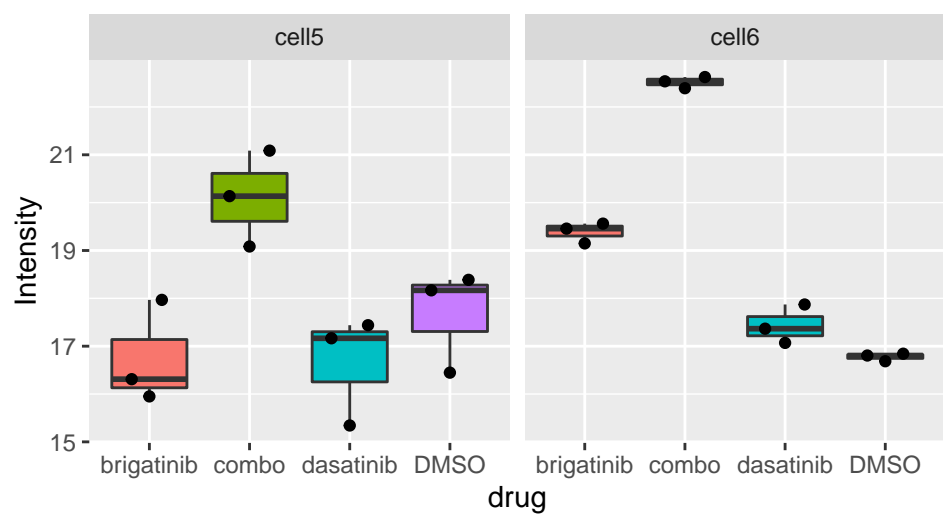 cell5 cell6
Intensity
21
19
17
15
brigatinib combo dasatinib DMSO brigatinib combo dasatinib DMSO
drug